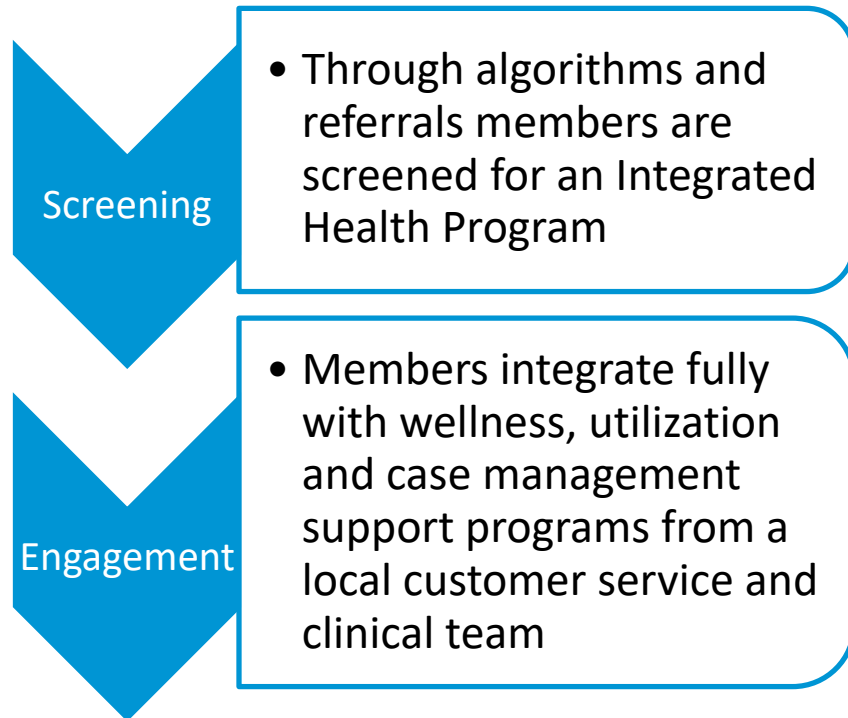 Screening
• Through algorithms and
referrals members are
screened for an Integrated
Health Program
Engagement
• Members integrate fully
with wellness, utilization
and case management
support programs from a
local customer service and
clinical team